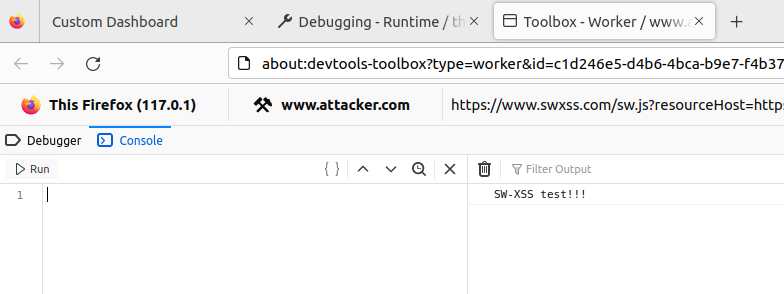 Custom Dashboard
Debugging - Runtime / th
Toolbox - Worker / www.
about:devtools-toolbox?type=worker&id=c1d246e5-d4b6-4bca-b9e7-f4b37
This Firefox (117.0.1)
www.attacker.com
https://www.swxss.com/sw.js?resourceHost=https
Debugger
Console
Run
{ }
Filter Output
1
SW-XSS test!!!